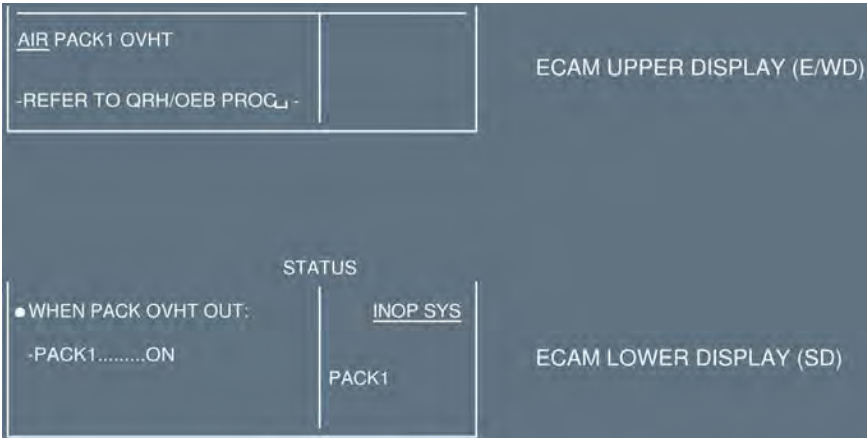 AIR PACK1 OVHT
-REFER TO QRH/OEB PROC -
ECAM UPPER DISPLAY (E/WD)
STATUS
●WHEN PACK OVHT OUT:
-PACK1.........ON
INOP SYS
PACK1
ECAM LOWER DISPLAY (SD)